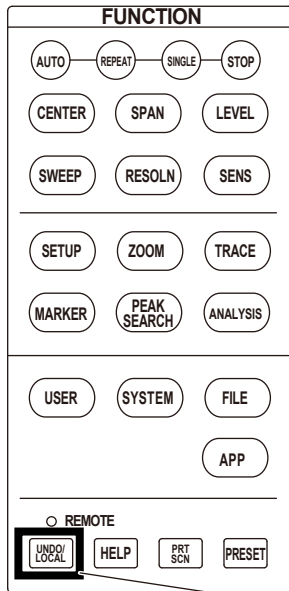 FUNCTION
AUTO REPEAT SINGLE STOP
CENTER SPAN LEVEL
SWEEP RESOLN SENS
SETUP ZOOM TRACE
MARKER PEAK SEARCH ANALYSIS
USER SYSTEM FILE
APP
REMOTE
UNDO/LOCAL HELP PRT SCN PRESET